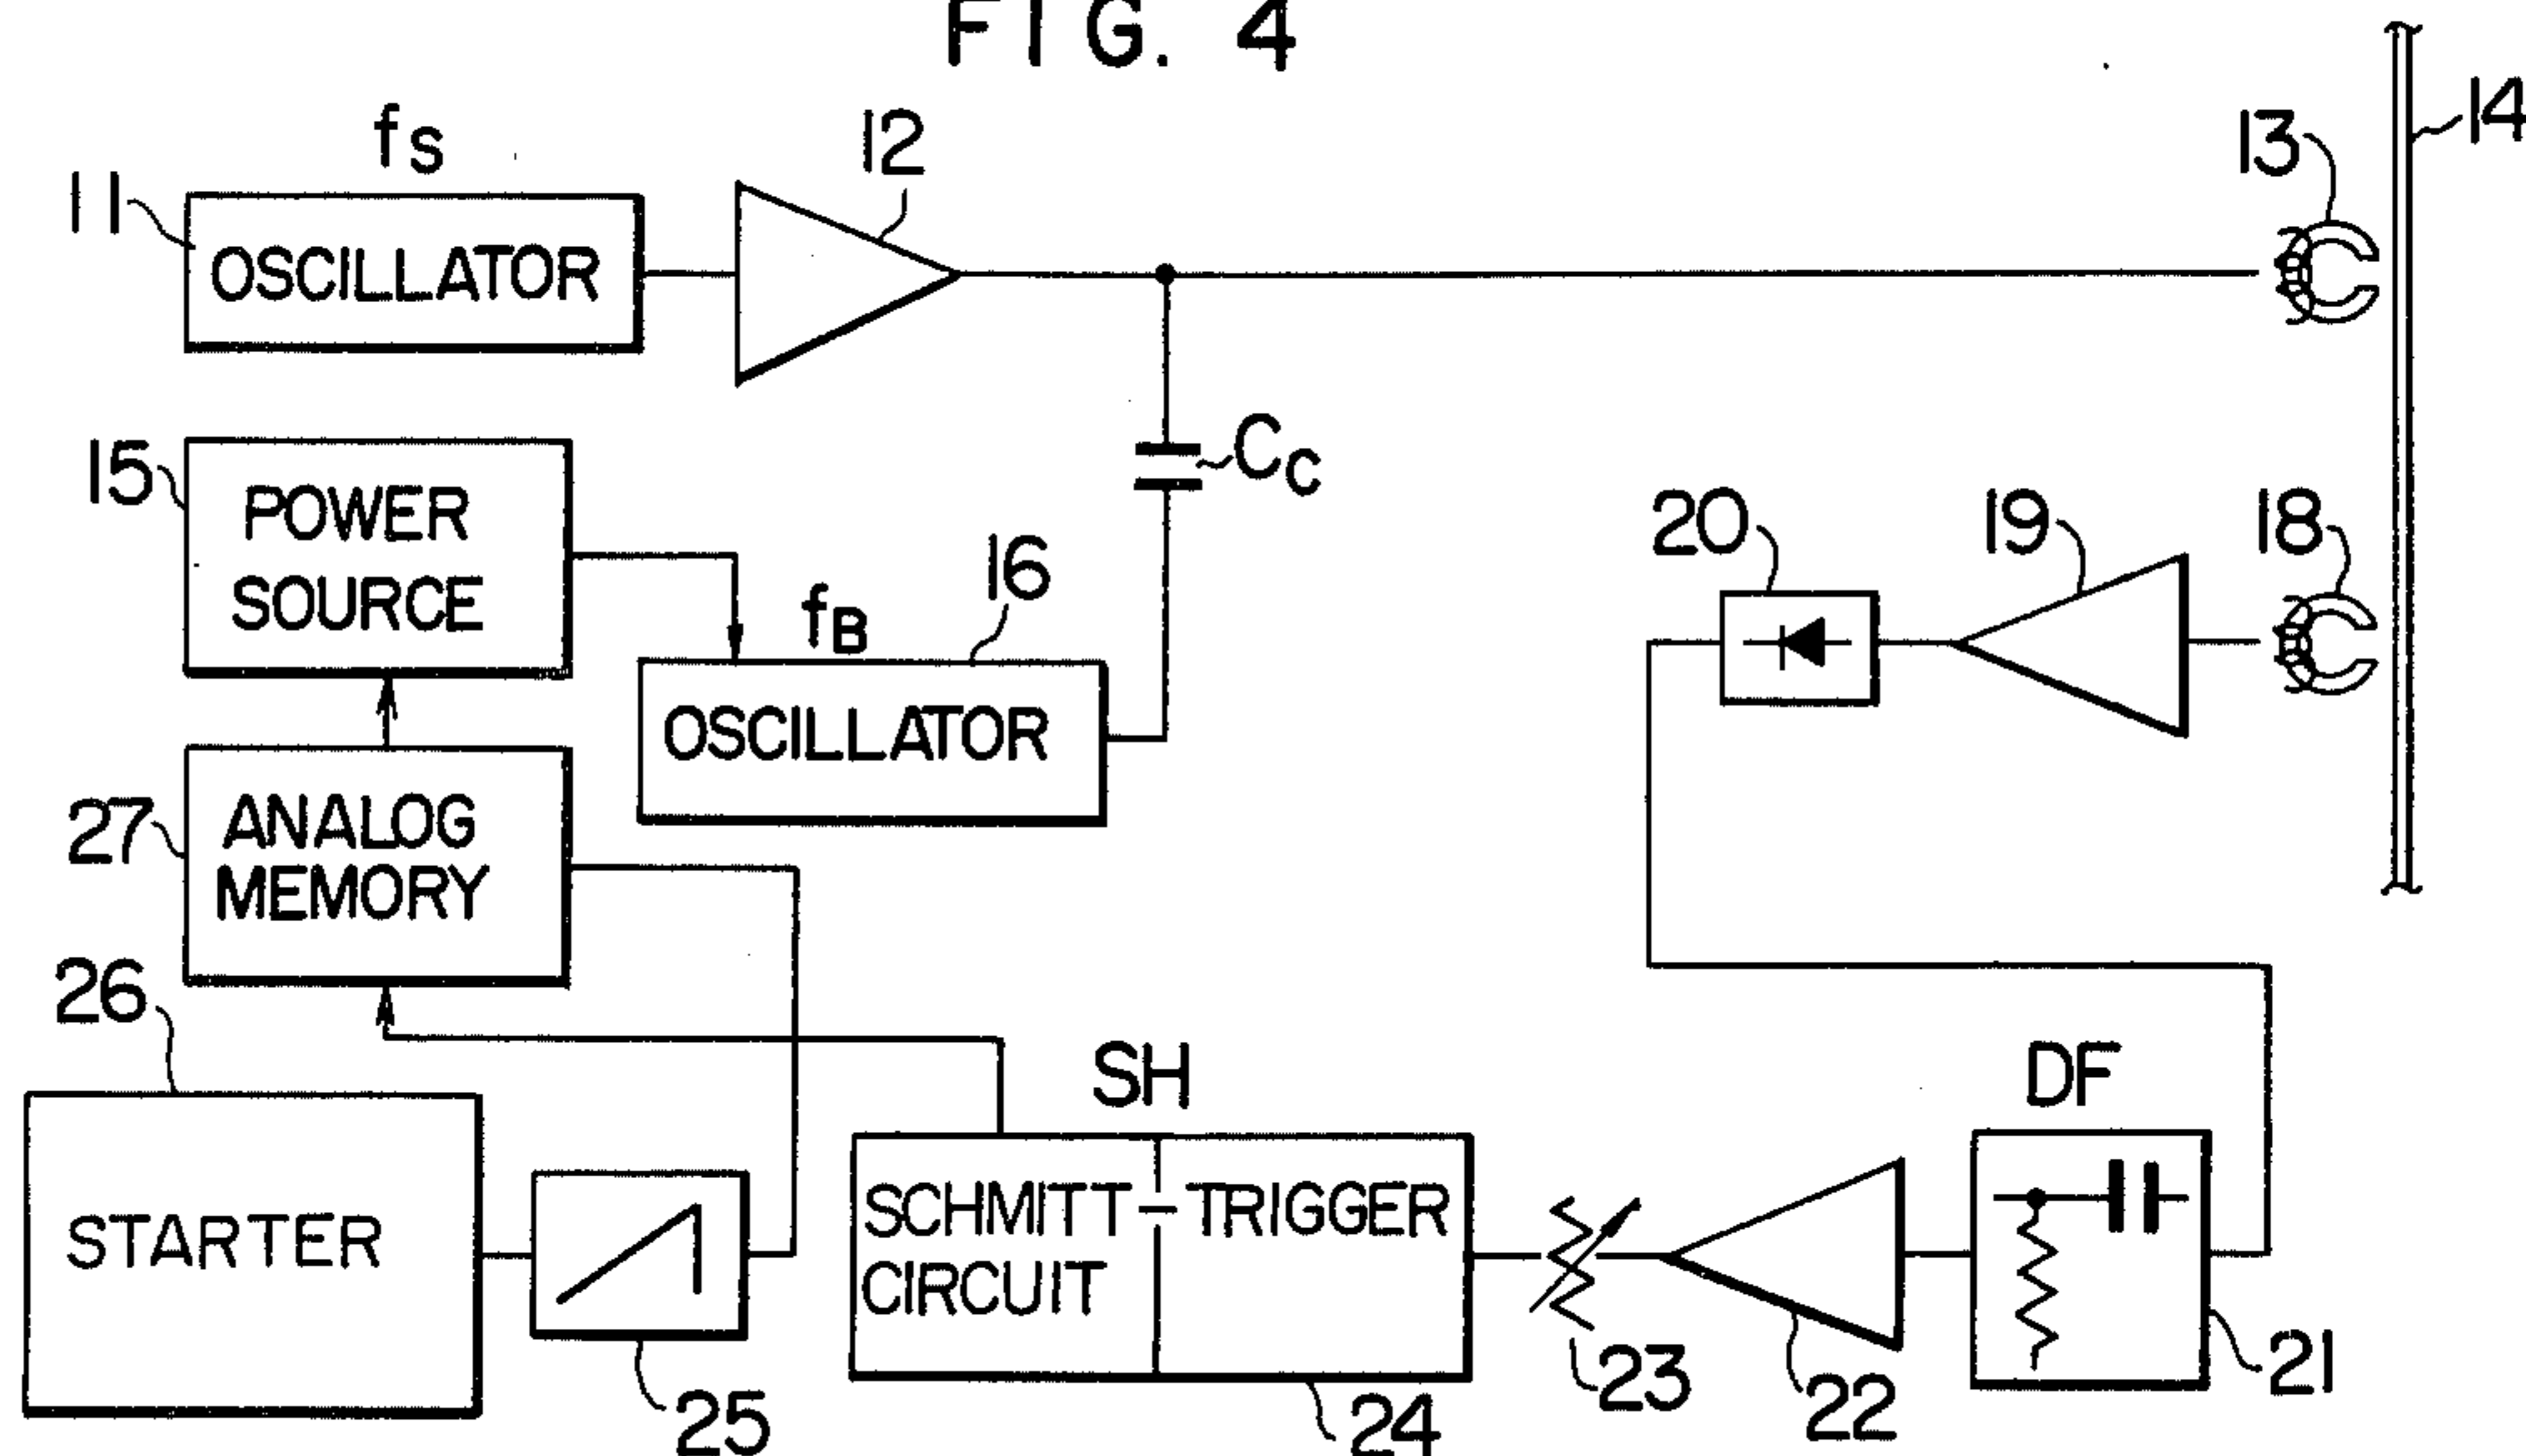 FIG. 4
fS
12
13
14
11
OSCILLATOR
15
POWER
SOURCE
CC
20
19
18
16
fB
OSCILLATOR
27
ANALOG
MEMORY
26
SH
DF
STARTER
SCHMITT-TRIGGER
CIRCUIT
25
24
23
22
21